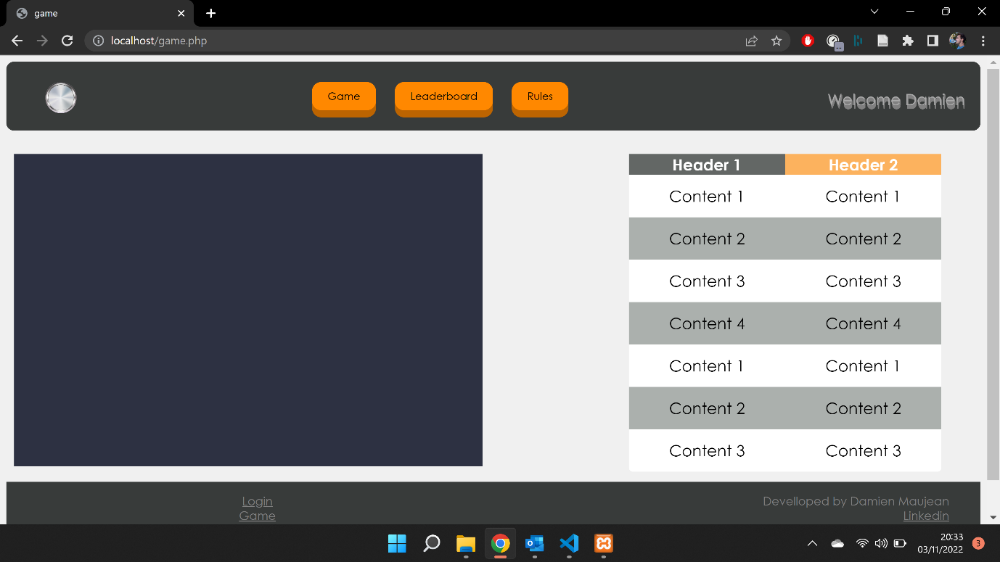 game
localhost/game.php
Game Leaderboard Rules
Welcome Damien
Header 1 Header 2
Content 1 Content 1
Content 2 Content 2
Content 3 Content 3
Content 4 Content 4
Content 1 Content 1
Content 2 Content 2
Content 3 Content 3
Login
Game
Develloped by Damien Maujean
Linkedin
20:33
03/11/2022
3